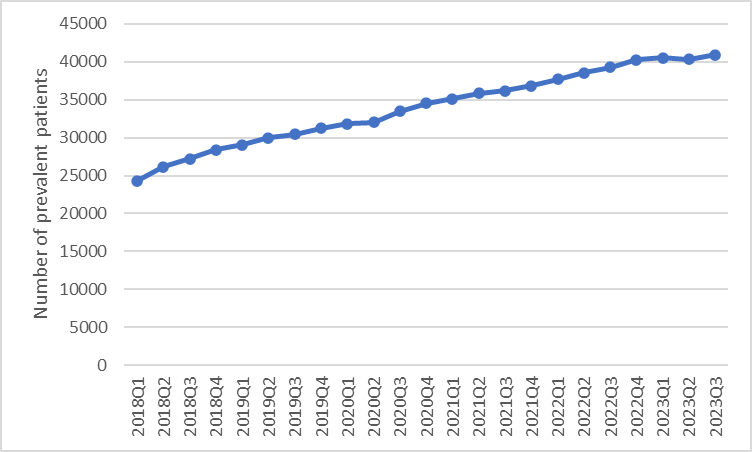 Number of prevalent patients
45000
40000
35000
30000
25000
20000
15000
10000
5000
0
2018Q1
2018Q2
2018Q3
2018Q4
2019Q1
2019Q2
2019Q3
2019Q4
2020Q1
2020Q2
2020Q3
2020Q4
2021Q1
2021Q2
2021Q3
2021Q4
2022Q1
2022Q2
2022Q3
2022Q4
2023Q1
2023Q2
2023Q3